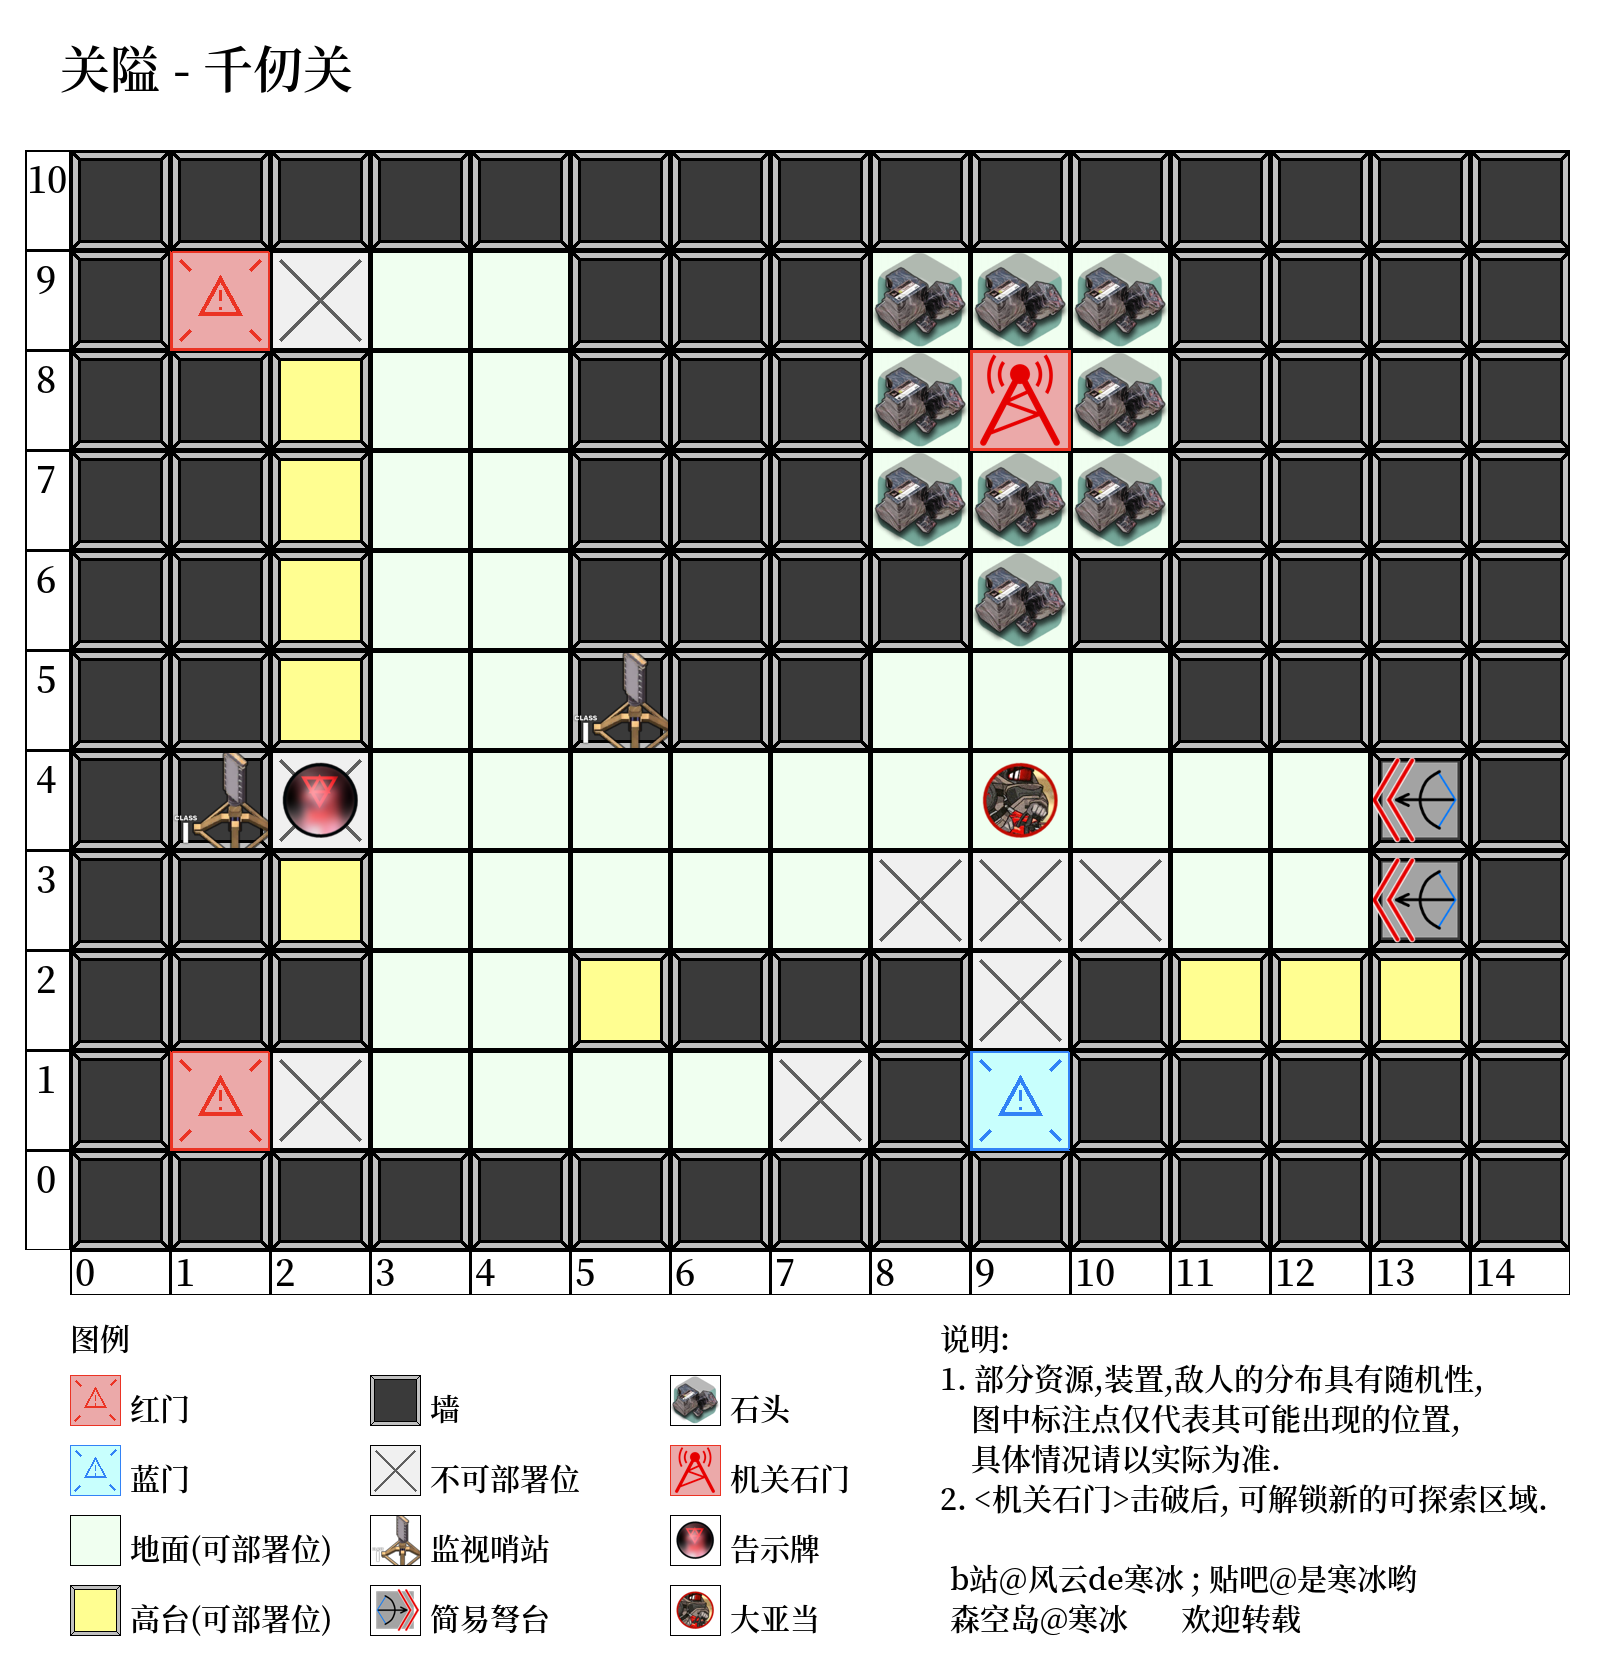 关隘 - 千仞关
10
9
8
7
6
5
CLASS
I
4
CLASS
I
3
2
1
0
0 1 2 3 4 5 6 7 8 9 10 11 12 13 14
图例
红门 墙 石头
蓝门 不可部署位 机关石门
地面(可部署位) 监视哨站 告示牌
高台(可部署位) 简易弩台 大亚当
说明:
1. 部分资源,装置,敌人的分布具有随机性,
图中标注点仅代表其可能出现的位置,
具体情况请以实际为准.
2. <机关石门>击破后, 可解锁新的可探索区域.
b站@风云de寒冰 ; 贴吧@是寒冰哟
森空岛@寒冰 欢迎转载